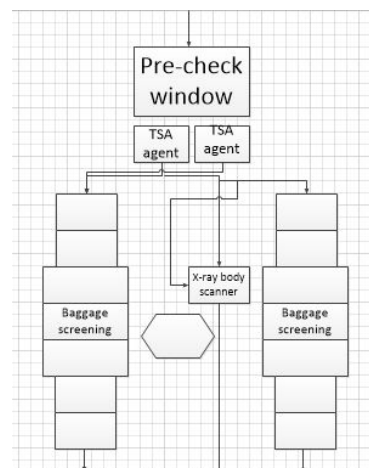 Pre-check
window
TSA
agent
TSA
agent
X-ray body
scanner
Baggage
screening
Baggage
screening